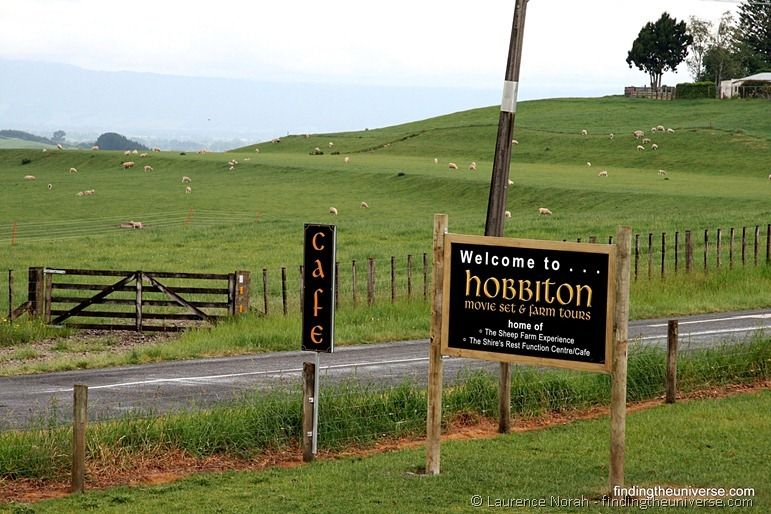 cafe
Welcome to . . .
hobbiton
movie set & farm tours
home of
The Sheep Farm Experience
The Shire's Rest Function Centre/Cafe
findingtheuniverse.com
© Laurence Norah - findingtheuniverse.com